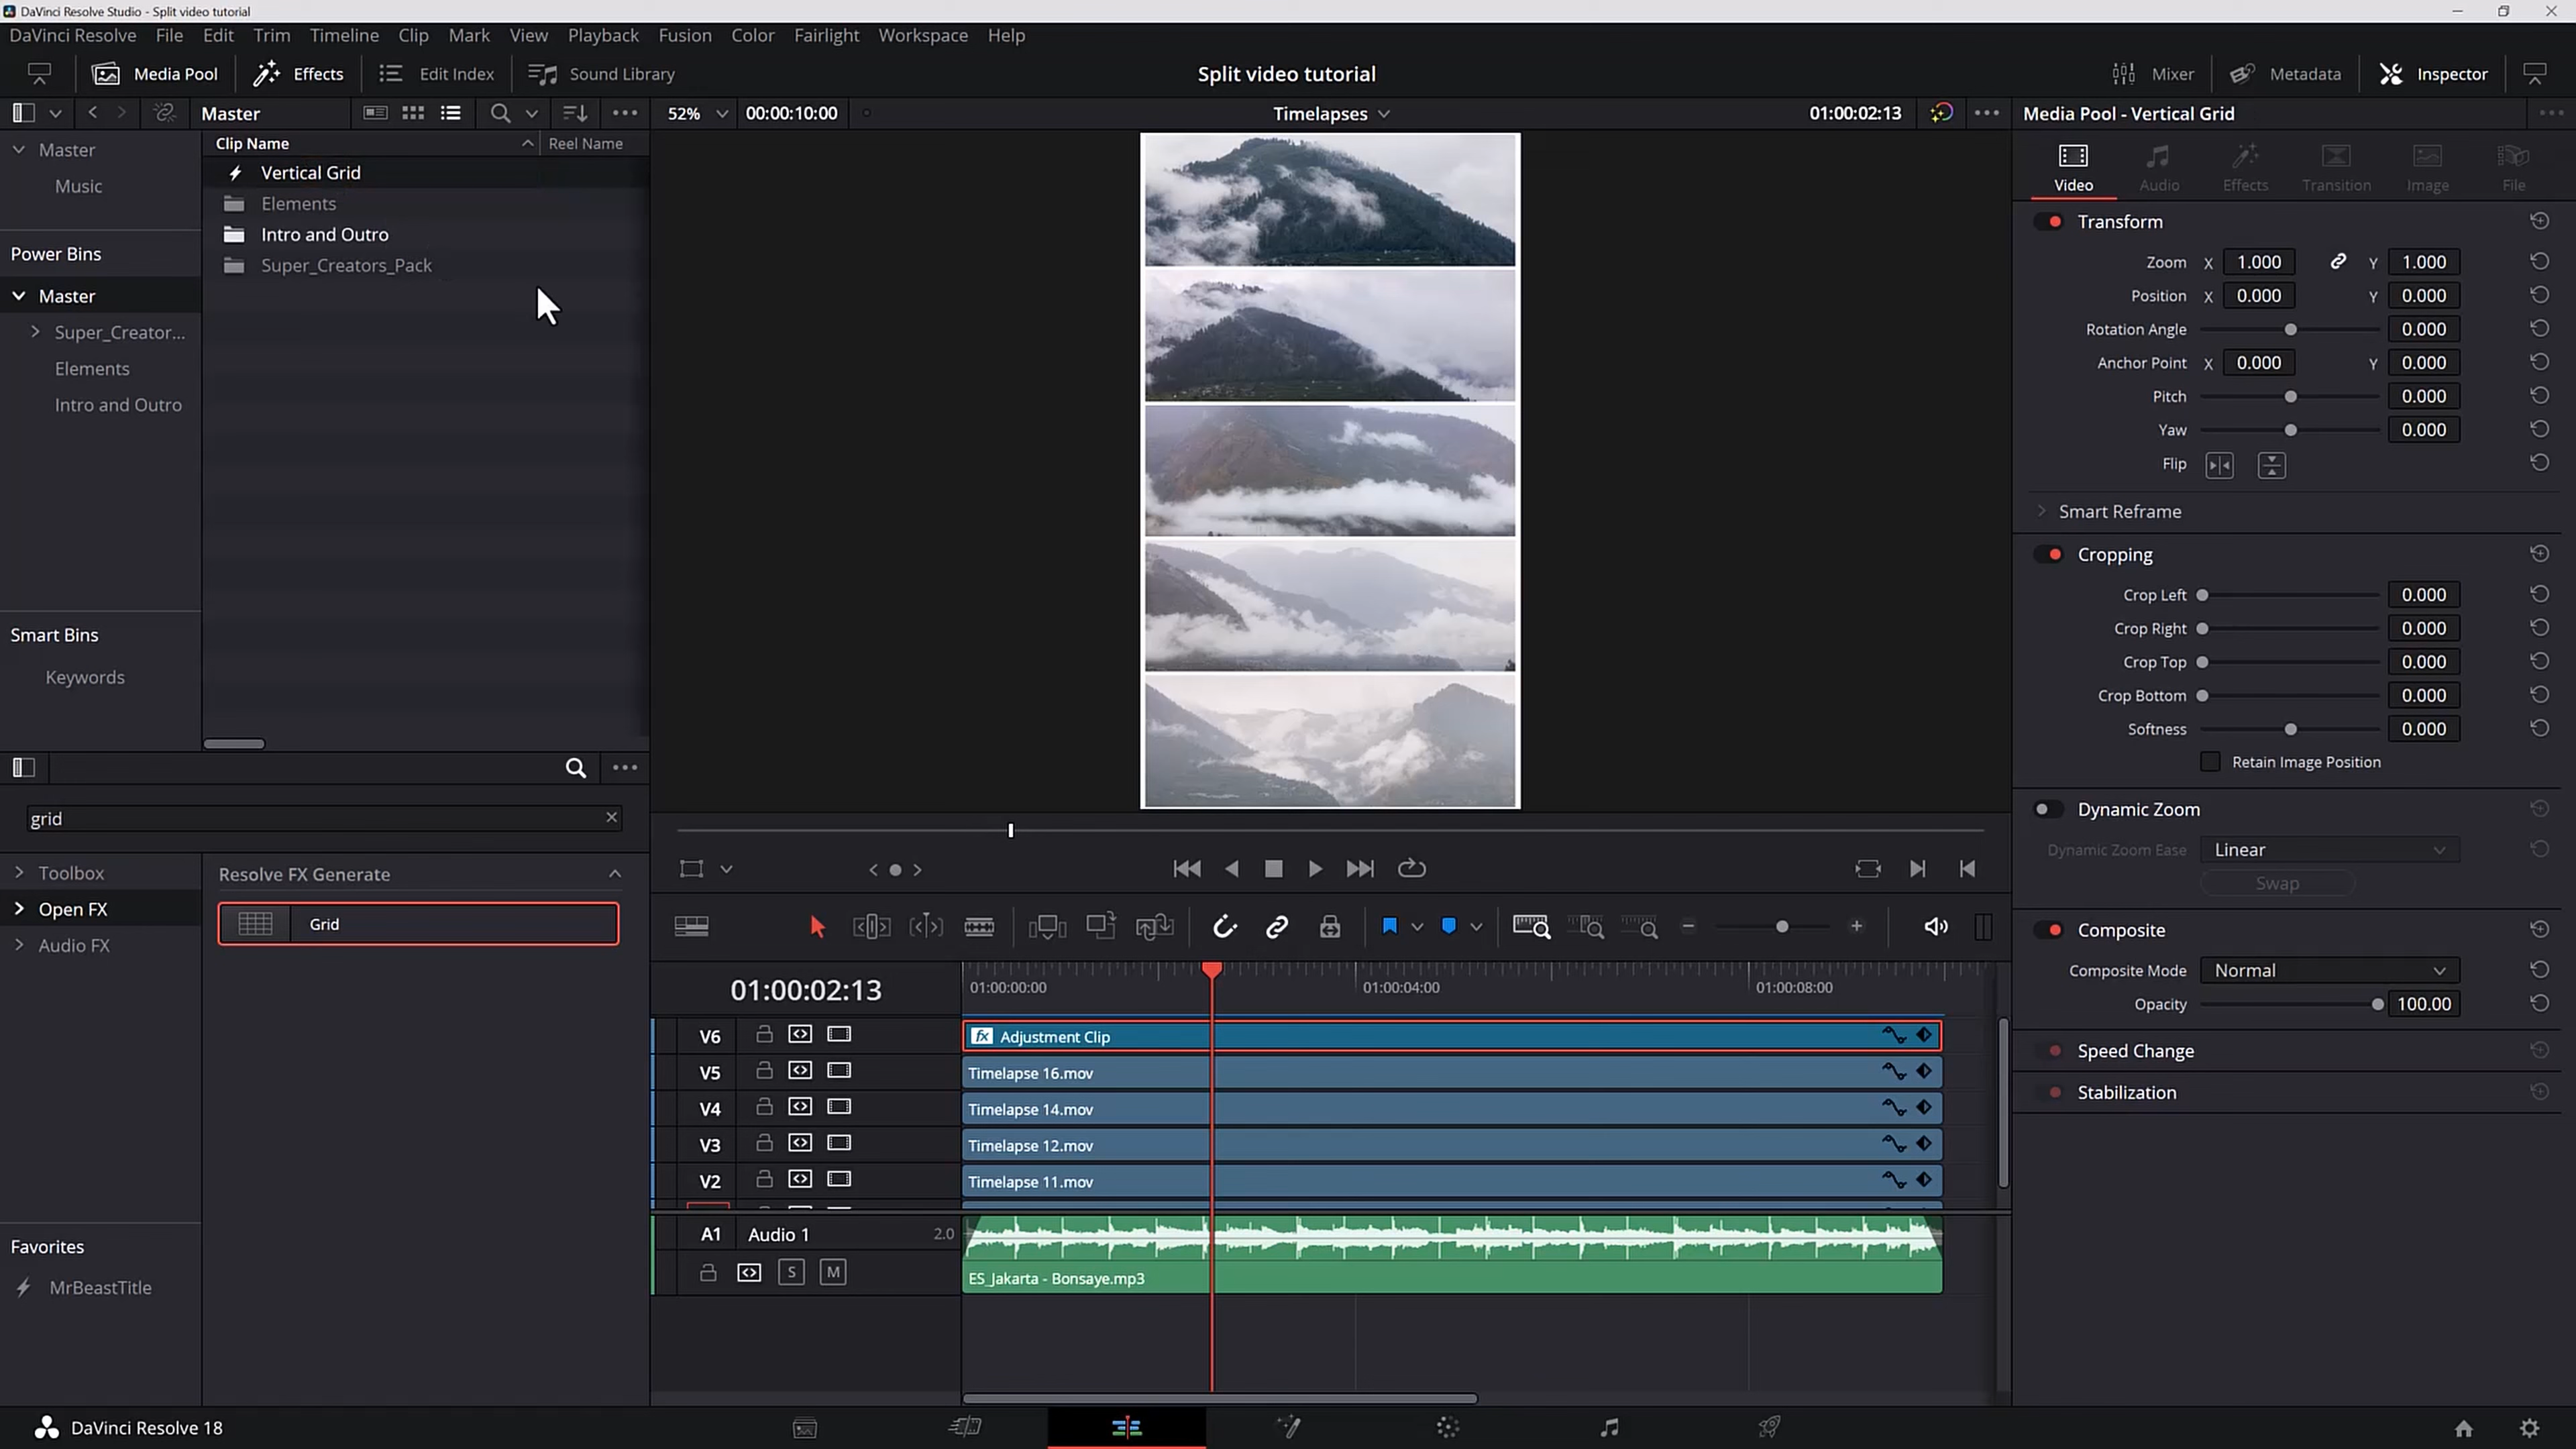 DaVinci Resolve Studio - Split video tutorial
DaVinci Resolve File Edit Trim Timeline Clip Mark View Playback Fusion Color Fairlight Workspace Help
Media Pool Effects Edit Index Sound Library Split video tutorial Mixer Metadata Inspector
Master 52% 00:00:10:00 Timelapses 01:00:02:13 Media Pool - Vertical Grid
Master
Music
Power Bins
Master
Super_Creator...
Elements
Intro and Outro
Smart Bins
Keywords
Clip Name Reel Name
Vertical Grid
Elements
Intro and Outro
Super_Creators_Pack
Video Audio Effects Transition Image File
Transform
Zoom X 1.000 Y 1.000
Position X 0.000 Y 0.000
Rotation Angle 0.000
Anchor Point X 0.000 Y 0.000
Pitch 0.000
Yaw 0.000
Flip
Smart Reframe
Cropping
Crop Left 0.000
Crop Right 0.000
Crop Top 0.000
Crop Bottom 0.000
Softness 0.000
Retain Image Position
Dynamic Zoom
Dynamic Zoom Ease Linear
Swap
Composite
Composite Mode Normal
Opacity 100.00
Speed Change
Stabilization
grid
Toolbox
Open FX
Audio FX
Resolve FX Generate
Grid
Favorites
MrBeastTitle
01:00:02:13 01:00:00:00 01:00:04:00 01:00:08:00
V6 fx Adjustment Clip
V5 Timelapse 16.mov
V4 Timelapse 14.mov
V3 Timelapse 12.mov
V2 Timelapse 11.mov
A1 Audio 1 2.0
S M ES_Jakarta - Bonsaye.mp3
DaVinci Resolve 18